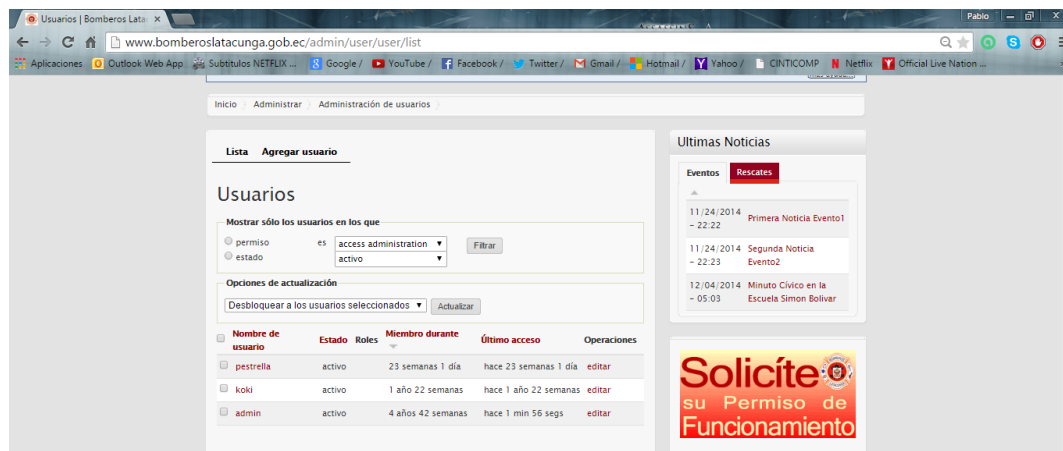 Usuarios | Bomberos Lata
Pablo
www.bomberoslatacunga.gob.ec/admin/user/user/list
Aplicaciones Outlook Web App Subtitulos NETFLIX ... Google / YouTube / Facebook / Twitter / Gmail / Hotmail / Yahoo / CINTICOMP Netflix Official Live Nation ...
Inicio Administrar Administración de usuarios
Lista Agregar usuario
Usuarios
Mostrar sólo los usuarios en los que
permiso es access administration Filtrar
estado activo
Opciones de actualización
Desbloquear a los usuarios seleccionados Actualizar
Nombre de usuario Estado Roles Miembro durante Último acceso Operaciones
pestrella activo 23 semanas 1 día hace 23 semanas 1 día editar
koki activo 1 año 22 semanas hace 1 año 22 semanas editar
admin activo 4 años 42 semanas hace 1 min 56 segs editar
Ultimas Noticias
Eventos Rescates
11/24/2014 - 22:22 Primera Noticia Evento1
11/24/2014 - 22:23 Segunda Noticia Evento2
12/04/2014 - 05:03 Minuto Cívico en la Escuela Simon Bolivar
Solicíte
su Permiso de
Funcionamiento